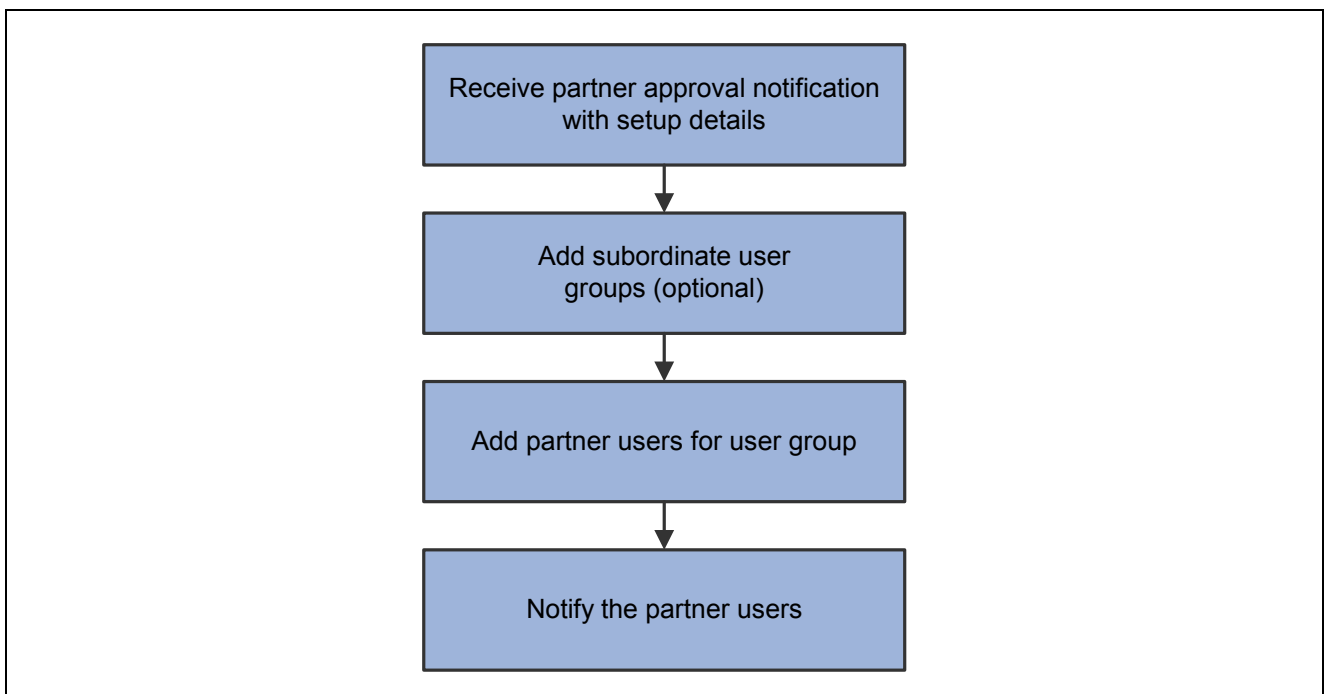 Receive partner approval notification
with setup details
Add subordinate user
groups (optional)
Add partner users for user group
Notify the partner users